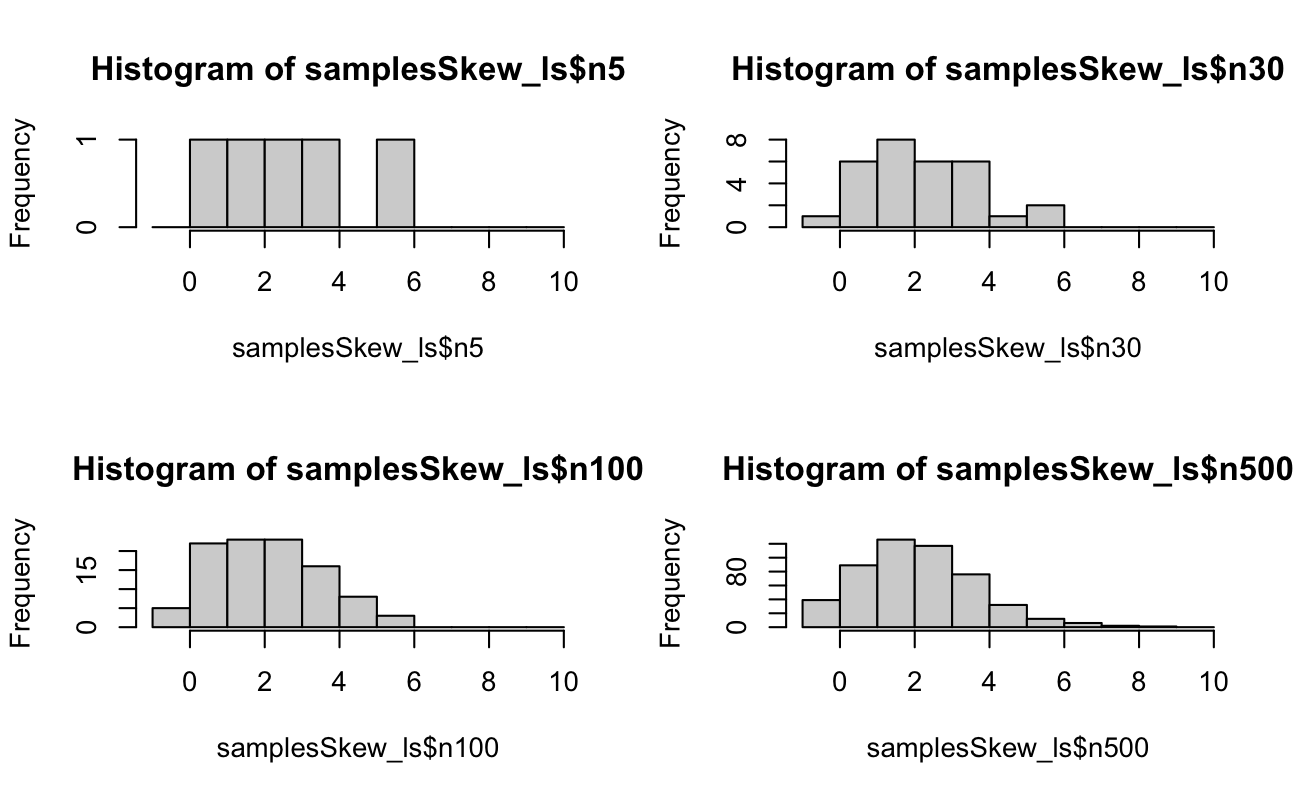 Histogram of samplesSkew_ls$n5
Frequency
1
0
0 2 4 6 8 10
samplesSkew_ls$n5
Histogram of samplesSkew_ls$n30
Frequency
8
4
0
0 2 4 6 8 10
samplesSkew_ls$n30
Histogram of samplesSkew_ls$n100
Frequency
15
0
0 2 4 6 8 10
samplesSkew_ls$n100
Histogram of samplesSkew_ls$n500
Frequency
80
0
0 2 4 6 8 10
samplesSkew_ls$n500